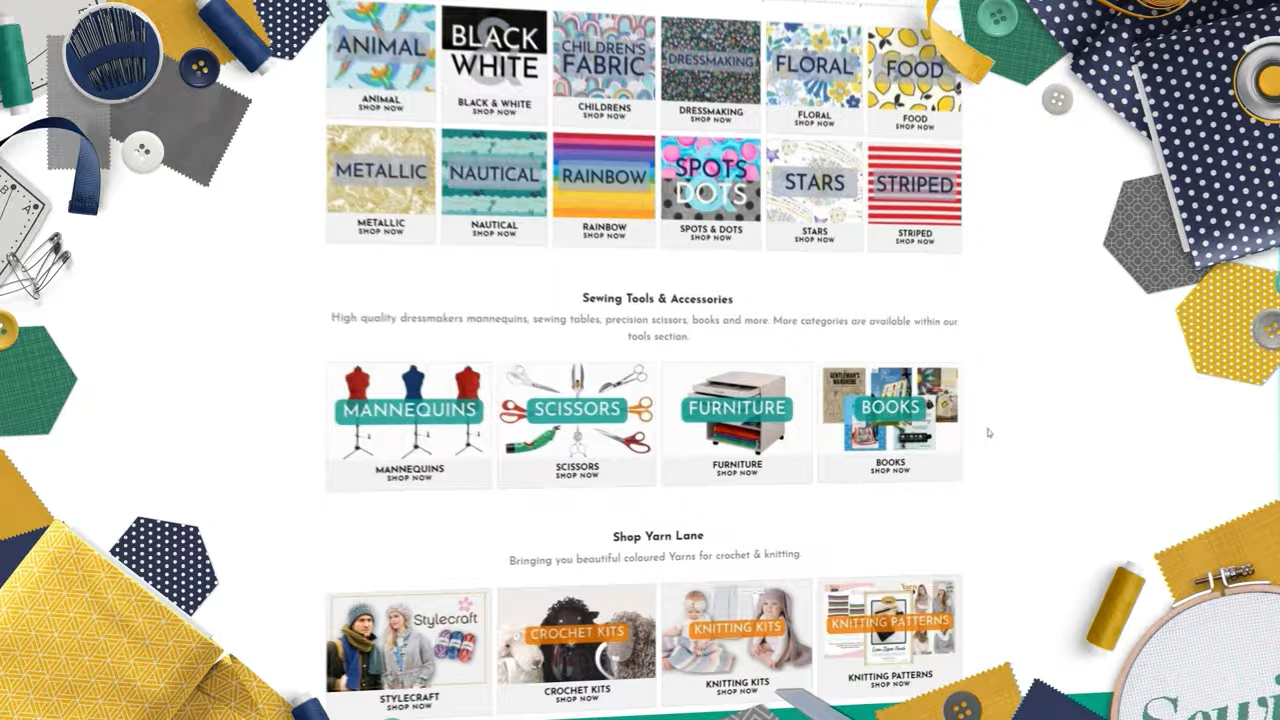 ANIMAL
ANIMAL
SHOP NOW
BLACK
&
WHITE
BLACK & WHITE
SHOP NOW
CHILDREN'S
FABRIC
CHILDRENS
SHOP NOW
DRESSMAKING
DRESSMAKING
SHOP NOW
FLORAL
FLORAL
SHOP NOW
FOOD
FOOD
SHOP NOW
METALLIC
METALLIC
SHOP NOW
NAUTICAL
NAUTICAL
SHOP NOW
RAINBOW
RAINBOW
SHOP NOW
SPOTS
DOTS
SPOTS & DOTS
SHOP NOW
STARS
STARS
SHOP NOW
STRIPED
STRIPED
SHOP NOW
Sewing Tools & Accessories
High quality dressmakers mannequins, sewing tables, precision scissors, books and more. More categories are available within our
tools section.
MANNEQUINS
MANNEQUINS
SHOP NOW
SCISSORS
SCISSORS
SHOP NOW
FURNITURE
FURNITURE
SHOP NOW
GENTLEMAN'S
WARDROBE
BOOKS
BOOKS
SHOP NOW
Shop Yarn Lane
Bringing you beautiful coloured Yarns for crochet & knitting.
Stylecraft
STYLECRAFT
SHOP NOW
CROCHET KITS
CROCHET KITS
SHOP NOW
KNITTING KITS
KNITTING KITS
SHOP NOW
KNITTING PATTERNS
KNITTING PATTERNS
SHOP NOW
B
A